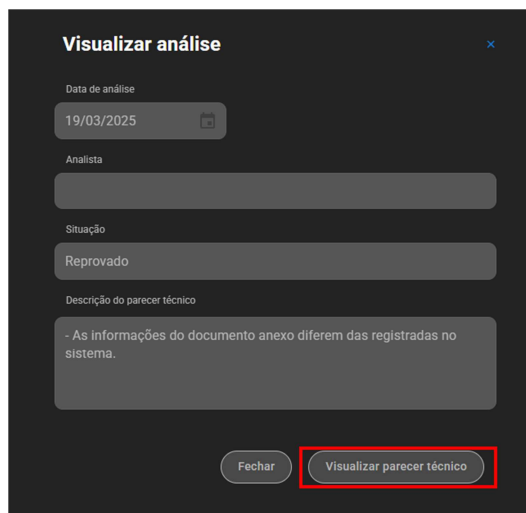 Visualizar análise
×
Data de análise
19/03/2025
Analista
Situação
Reprovado
Descrição do parecer técnico
- As informações do documento anexo diferem das registradas no
sistema.
Fechar
Visualizar parecer técnico